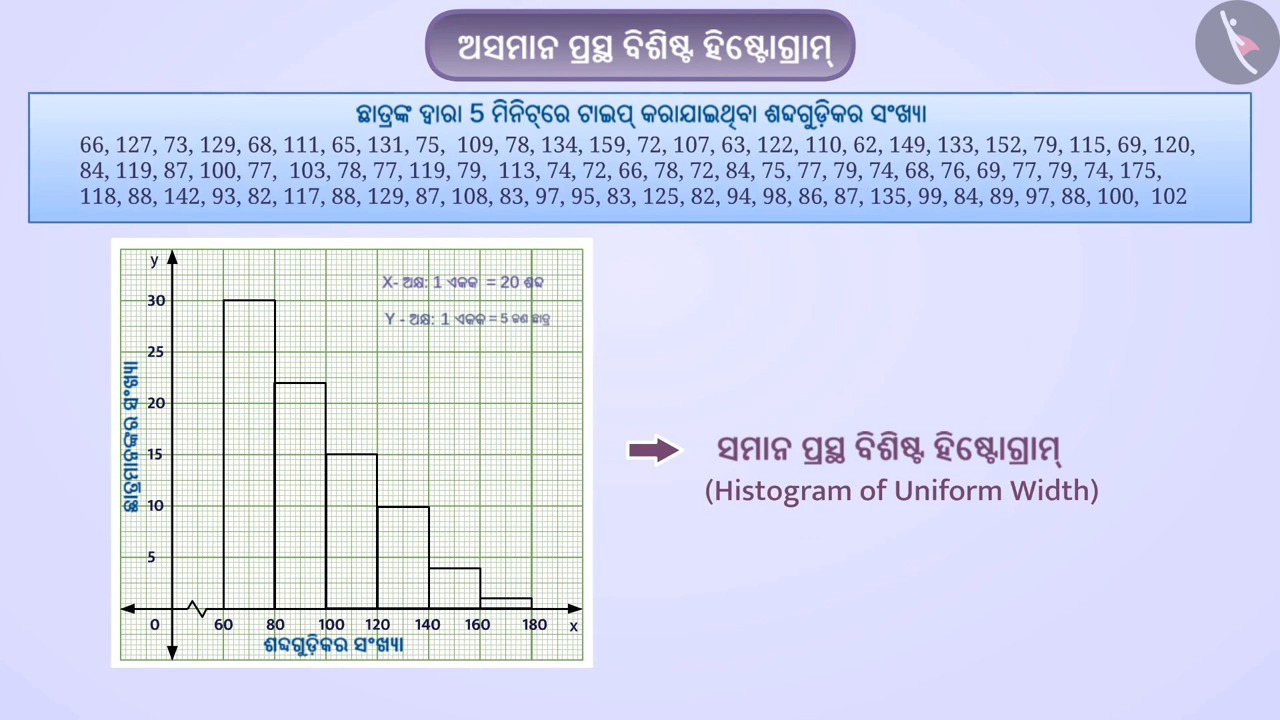 ଅସମାନ ପ୍ରସ୍ଥ ବିଶିଷ୍ଟ ହିଷ୍ଟୋଗ୍ରାମ୍
ଛାତ୍ରଙ୍କ ଦ୍ୱାରା 5 ମିନିଟ୍‌ରେ ଟାଇପ୍ କରାଯାଇଥିବା ଶବ୍ଦଗୁଡ଼ିକର ସଂଖ୍ୟା
66, 127, 73, 129, 68, 111, 65, 131, 75, 109, 78, 134, 159, 72, 107, 63, 122, 110, 62, 149, 133, 152, 79, 115, 69, 120,
84, 119, 87, 100, 77, 103, 78, 77, 119, 79, 113, 74, 72, 66, 78, 72, 84, 75, 77, 79, 74, 68, 76, 69, 77, 79, 74, 175,
118, 88, 142, 93, 82, 117, 88, 129, 87, 108, 83, 97, 95, 83, 125, 82, 94, 98, 86, 87, 135, 99, 84, 89, 97, 88, 100, 102
y
X- ଅକ୍ଷ: 1 ଏକକ = 20 ଶବ୍ଦ
Y - ଅକ୍ଷ: 1 ଏକକ = 5 ଜଣ ଛାତ୍ର
30
25
20
15
10
5
ଛାତ୍ରମାନଙ୍କର ସଂଖ୍ୟା
0 60 80 100 120 140 160 180 x
ଶବ୍ଦଗୁଡ଼ିକର ସଂଖ୍ୟା
ସମାନ ପ୍ରସ୍ଥ ବିଶିଷ୍ଟ ହିଷ୍ଟୋଗ୍ରାମ୍
(Histogram of Uniform Width)